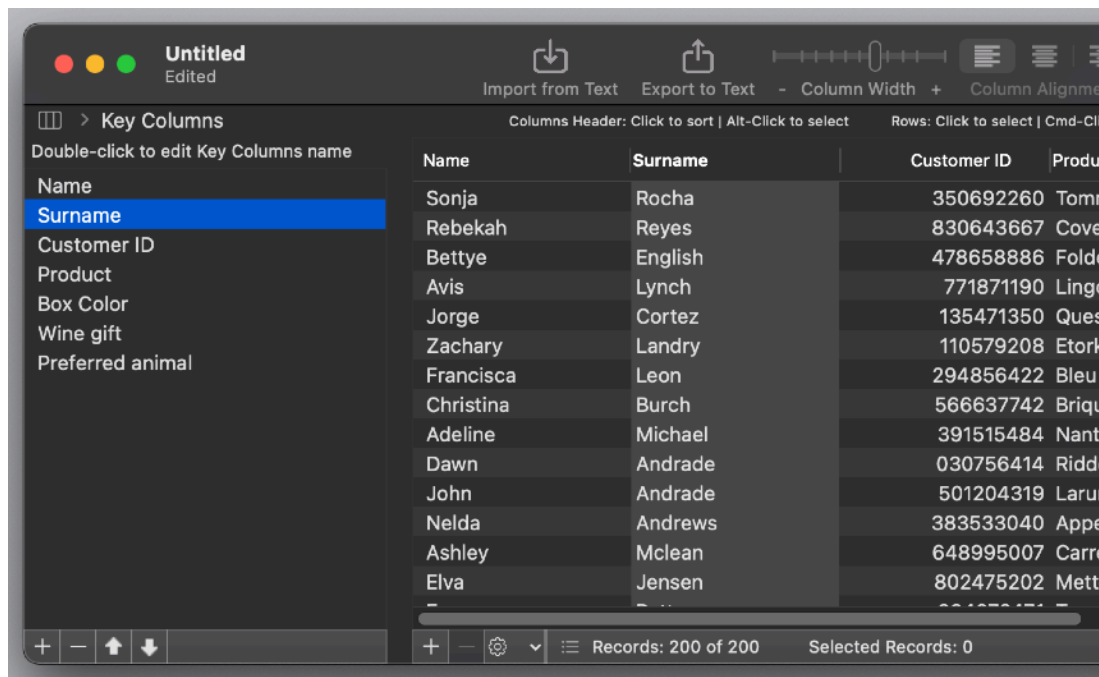 Untitled
Edited
Import from Text Export to Text - Column Width + Column
> Key Columns
Columns Header: Click to sort | Alt-Click to select Rows: Click to select |
Double-click to edit Key Columns name
Name Surname Customer ID
Name
Surname
Customer ID
Product
Box Color
Wine gift
Preferred animal
Sonja Rocha 350692260
Rebekah Reyes 830643667
Bettye English 478658886
Avis Lynch 771871190
Jorge Cortez 135471350
Zachary Landry 110579208
Francisca Leon 294856422 Bleu
Christina Burch 566637742
Adeline Michael 391515484
Dawn Andrade 030756414
John Andrade 501204319
Nelda Andrews 383533040
Ashley Mclean 648995007
Elva Jensen 802475202
Records: 200 of 200 Selected Records: 0